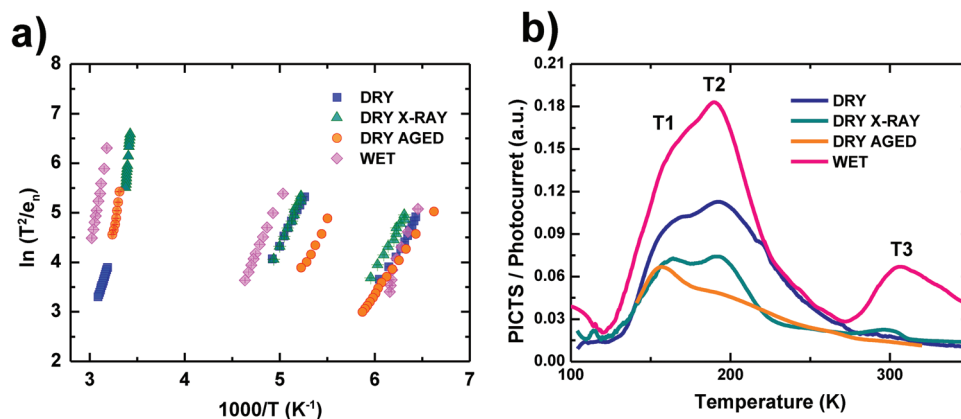 a)
8
7
6
5
4
3
2
ln (T²/eₙ)
3 4 5 6 7
1000/T (K⁻¹)
DRY
DRY X-RAY
DRY AGED
WET
b)
0.21
0.18
0.15
0.12
0.09
0.06
0.03
0.00
PICTS / Photocurret (a.u.)
100 200 300
Temperature (K)
T1
T2
T3
DRY
DRY X-RAY
DRY AGED
WET